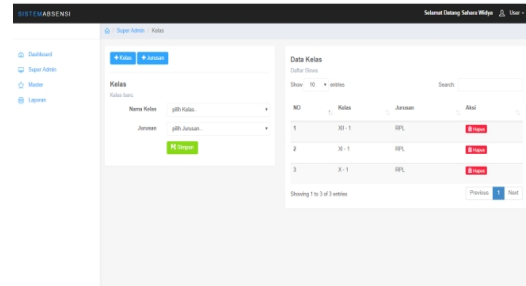 SISTEMABSENSI
Selamat Datang Sahara Widya User
/ Super Admin / Kelas
Dashboard
Super Admin
Master
Laporan
+Kelas +Jurusan
Kelas
Kelas Baru
Nama Kelas pilih Kelas..
Jurusan pilih Jurusan..
Simpan
Data Kelas
Daftar Siswa
Show 10 entries Search:
NO Kelas Jurusan Aksi
1 XII - 1 RPL Hapus
2 XI - 1 RPL Hapus
3 X - 1 RPL Hapus
Showing 1 to 3 of 3 entries
Previous 1 Next